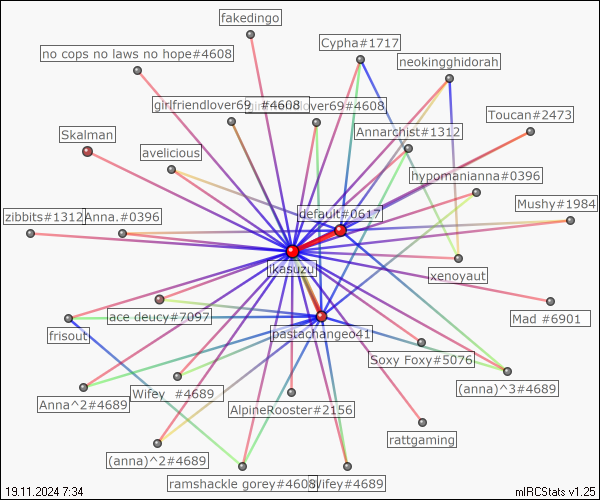 fakedingo
Cypha#1717
no cops no laws no hope#4608
neokingghidorah
girlfriendlover69 #4608
lover69#4608
Toucan#2473
Annarchist#1312
Skalman
avelicious
hypomanianna#0396
Mushy#1984
default#0617
zibbits#1312
Anna.#0396
ikasuzu
xenoyaut
ace deucy#7097
Mad #6901
frisout
pastachangeo41
Soxy Foxy#5076
(anna)^3#4689
Wifey #4689
Anna^2#4689
AlpineRooster#2156
rattgaming
(anna)^2#4689
ramshackle gorey#4608
Wifey#4689
19.11.2024 7:34
mIRCStats v1.25